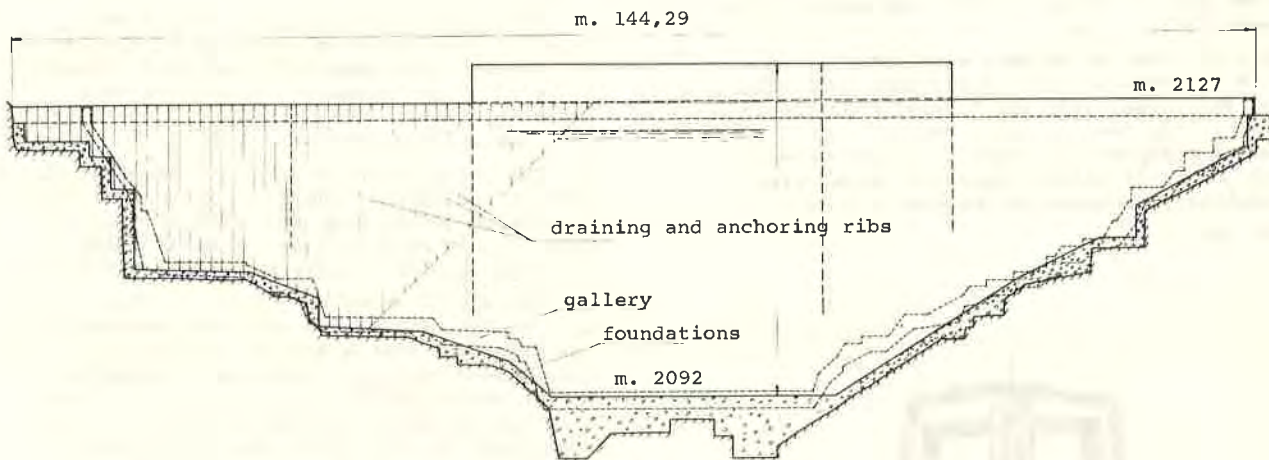 m. 144,29
m. 2127
draining and anchoring ribs
gallery
foundations
m. 2092